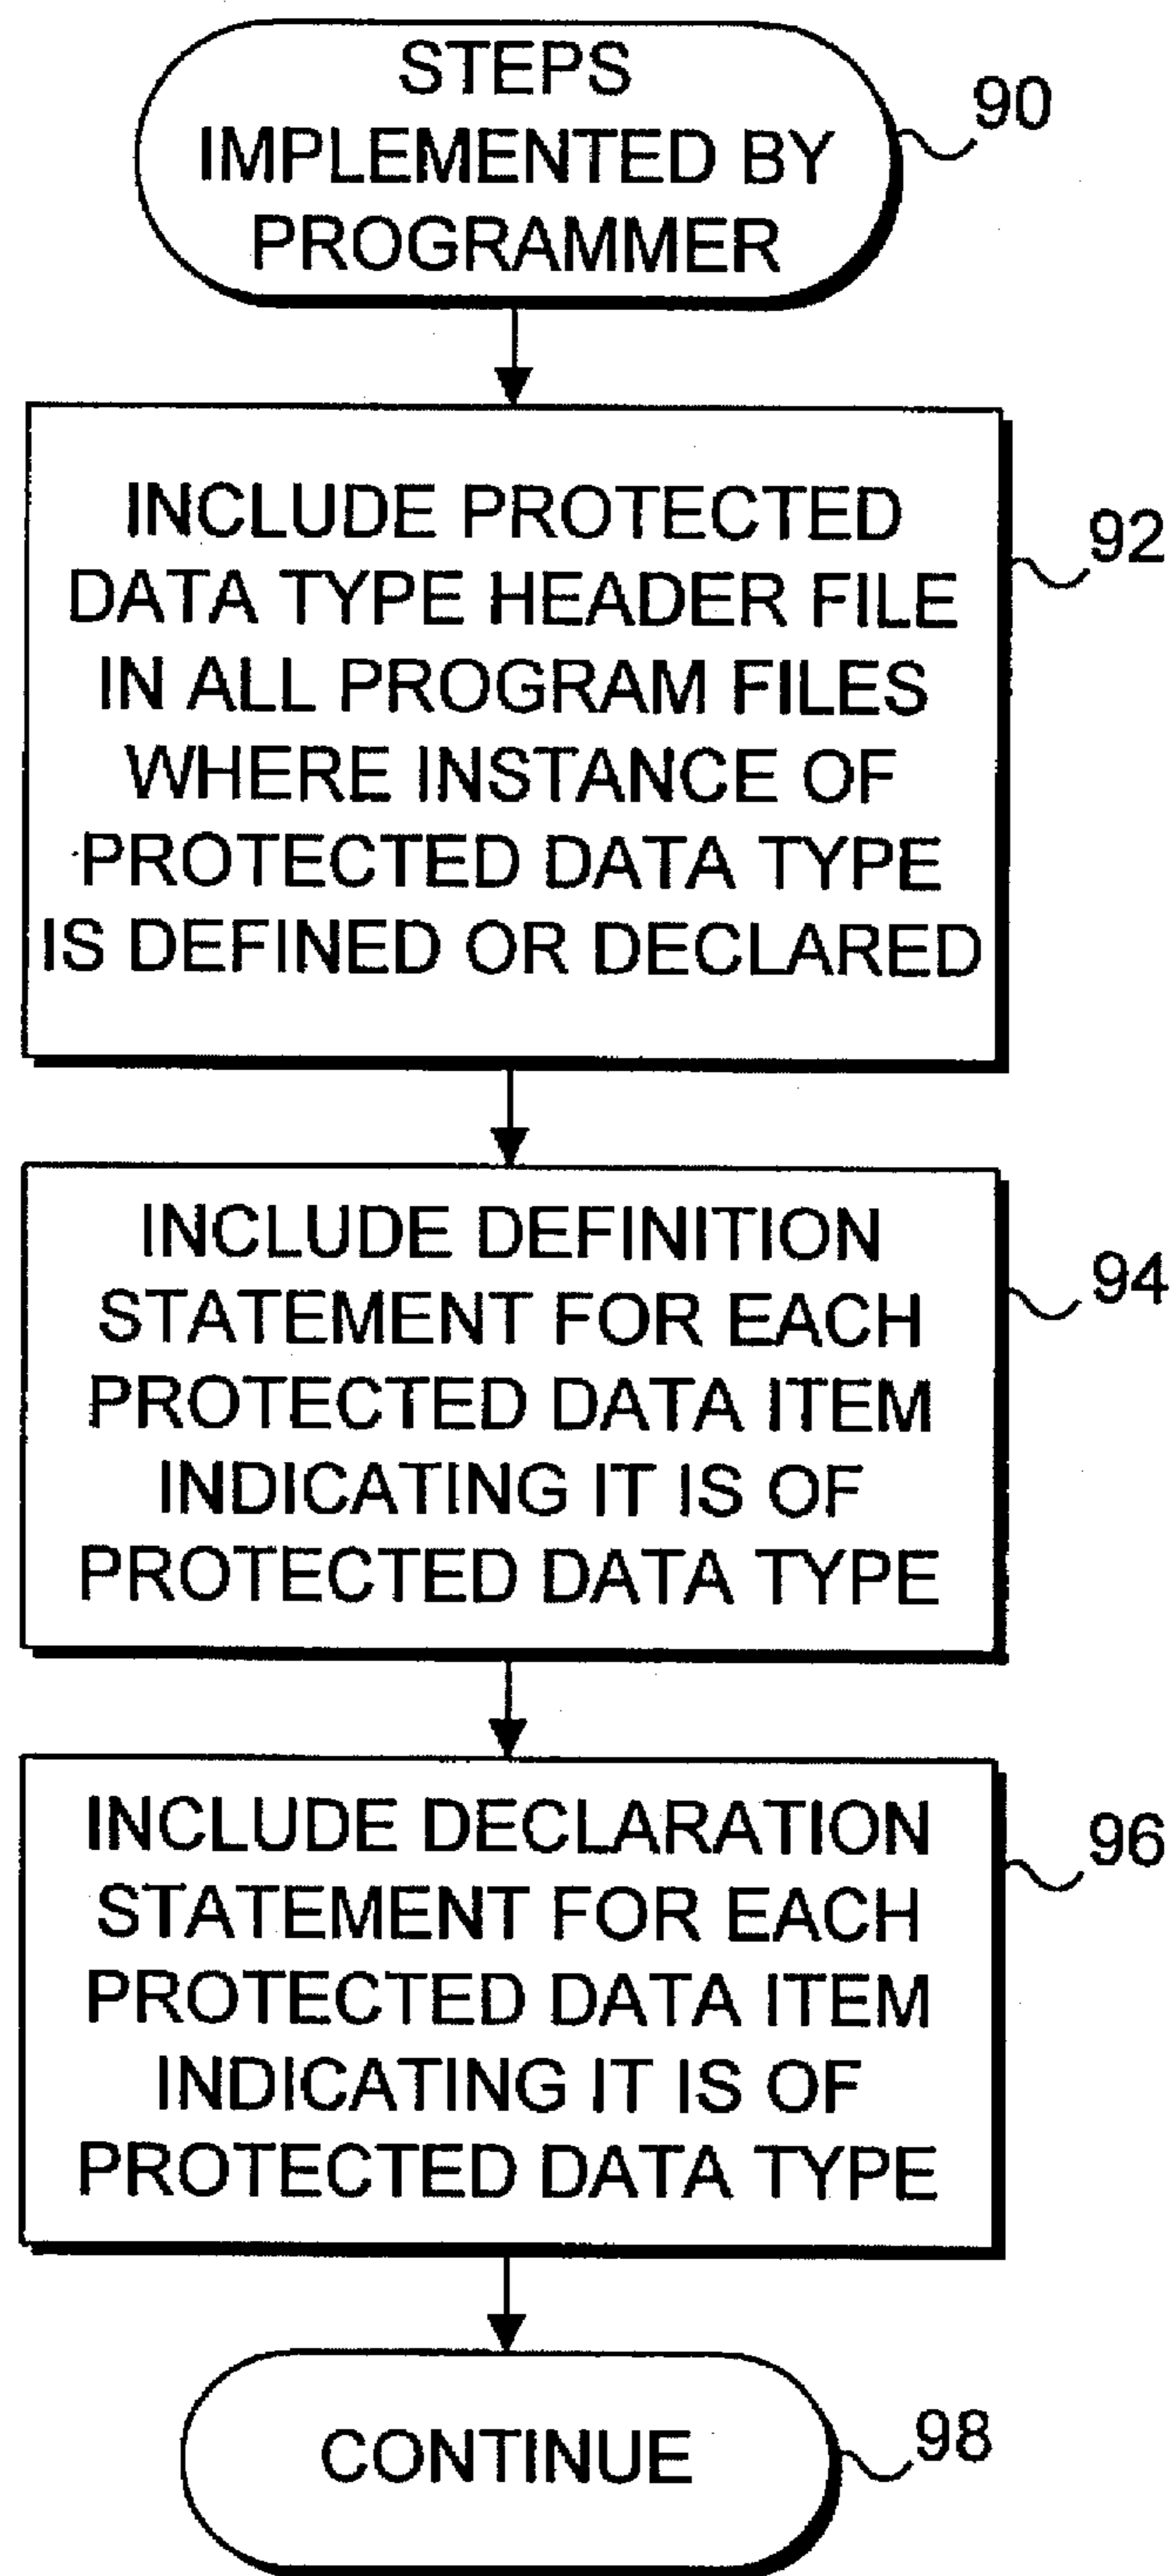 STEPS
IMPLEMENTED BY
PROGRAMMER
90
INCLUDE PROTECTED
DATA TYPE HEADER FILE
IN ALL PROGRAM FILES
WHERE INSTANCE OF
PROTECTED DATA TYPE
IS DEFINED OR DECLARED
92
INCLUDE DEFINITION
STATEMENT FOR EACH
PROTECTED DATA ITEM
INDICATING IT IS OF
PROTECTED DATA TYPE
94
INCLUDE DECLARATION
STATEMENT FOR EACH
PROTECTED DATA ITEM
INDICATING IT IS OF
PROTECTED DATA TYPE
96
CONTINUE
98